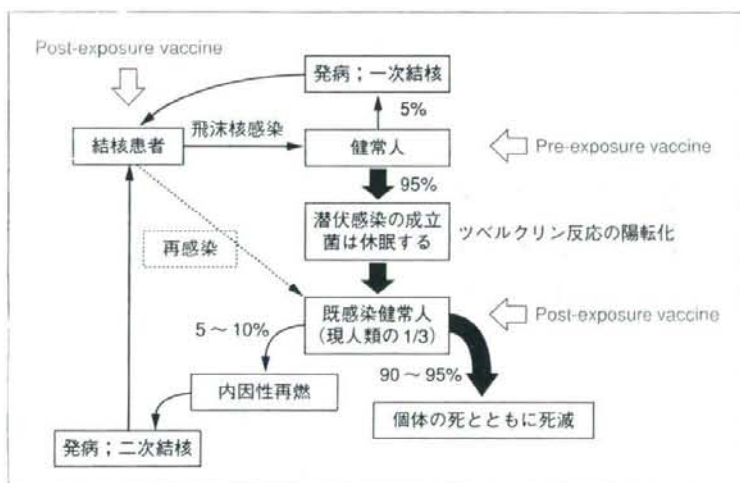 Post-exposure vaccine
発病；一次結核
5%
結核患者
飛沫核感染
健常人
Pre-exposure vaccine
95%
潜伏感染の成立
菌は休眠する
ツベルクリン反応の陽転化
再感染
既感染健常人
（現人類の1/3）
Post-exposure vaccine
5～10%
90～95%
内因性再燃
個体の死とともに死滅
発病；二次結核